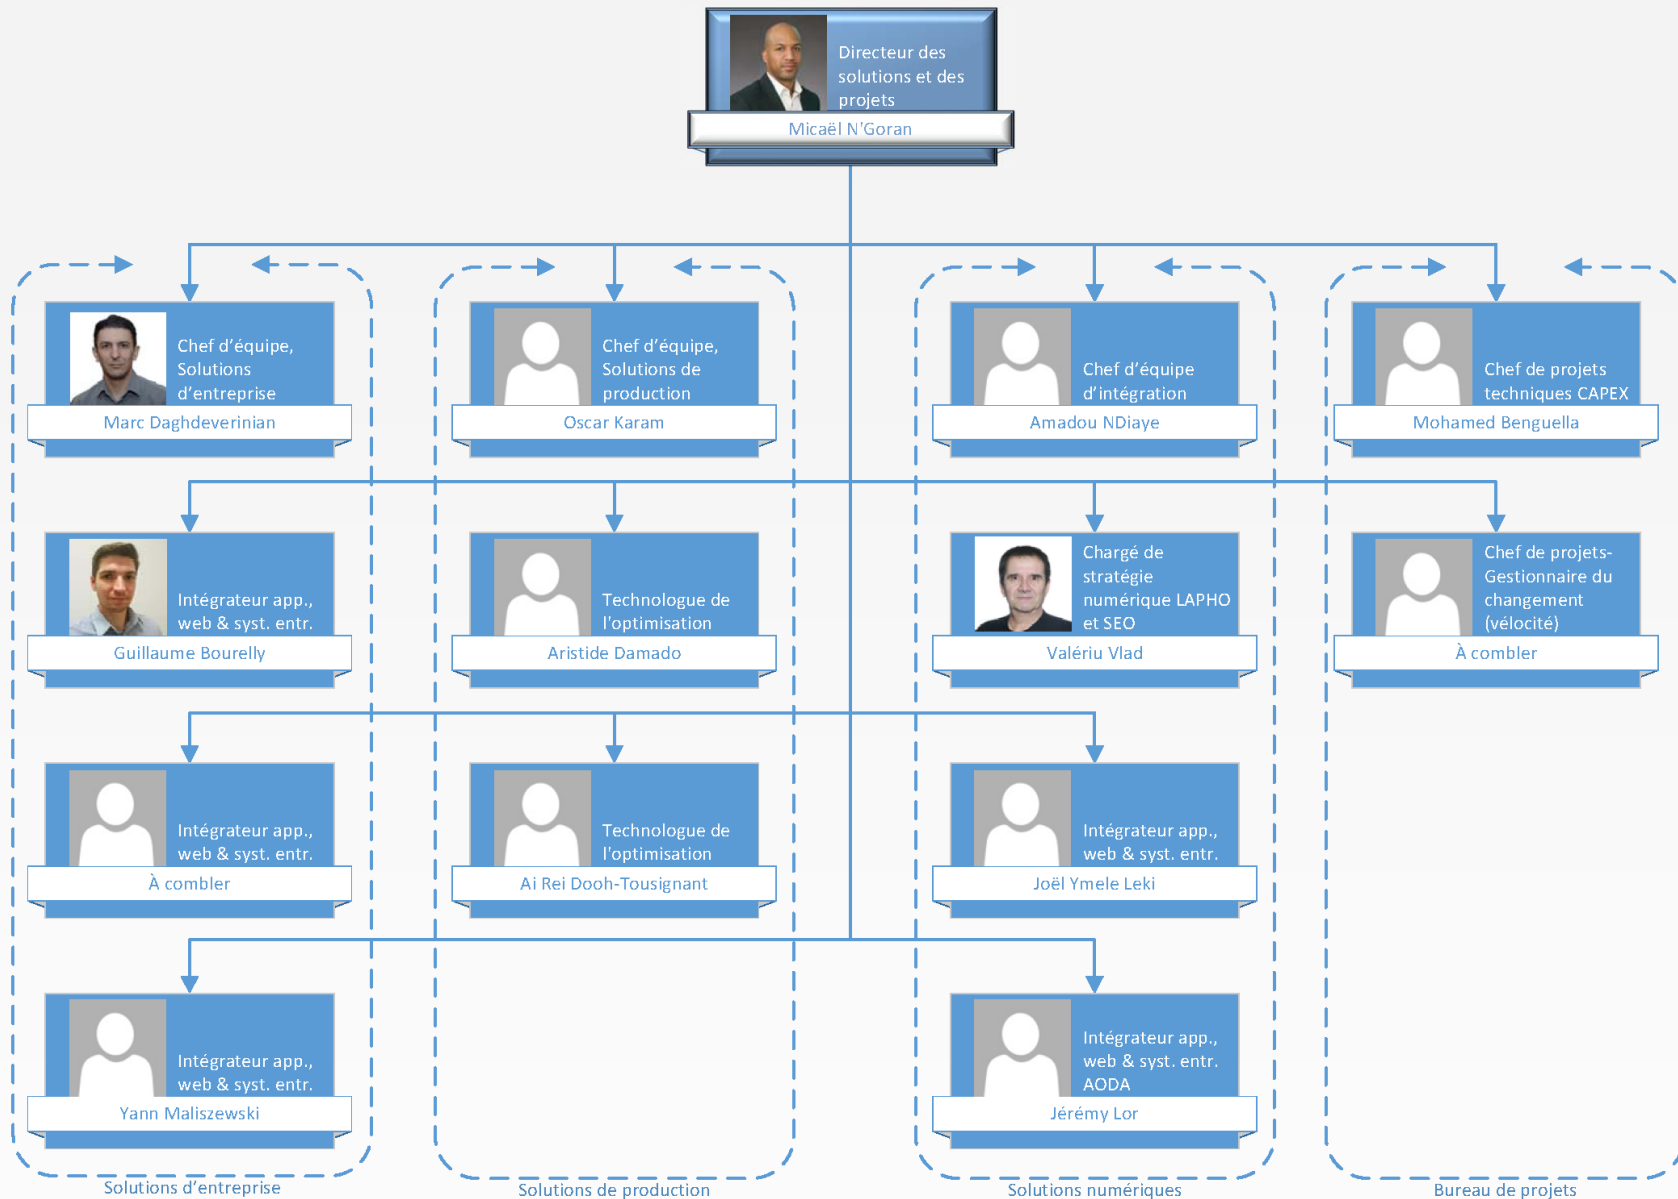 Directeur des
solutions et des
projets
Micaël N'Goran
Chef d'équipe,
Solutions
d'entreprise
Marc Daghdeverinian
Chef d'équipe,
Solutions de
production
Oscar Karam
Chef d'équipe
d'intégration
Amadou NDiaye
Chef de projets
techniques CAPEX
Mohamed Benguella
Intégrateur app.,
web & syst. entr.
Guillaume Bourelly
Technologue de
l'optimisation
Aristide Damado
Chargé de
stratégie
numérique LAPHO
et SEO
Valériu Vlad
Chef de projets-
Gestionnaire du
changement
(vélocité)
À combler
Intégrateur app.,
web & syst. entr.
À combler
Technologue de
l'optimisation
Ai Rei Dooh-Tousignant
Intégrateur app.,
web & syst. entr.
Joël Ymele Leki
Intégrateur app.,
web & syst. entr.
Yann Maliszewski
Intégrateur app.,
web & syst. entr.
AODA
Jérémy Lor
Solutions d'entreprise
Solutions de production
Solutions numériques
Bureau de projets